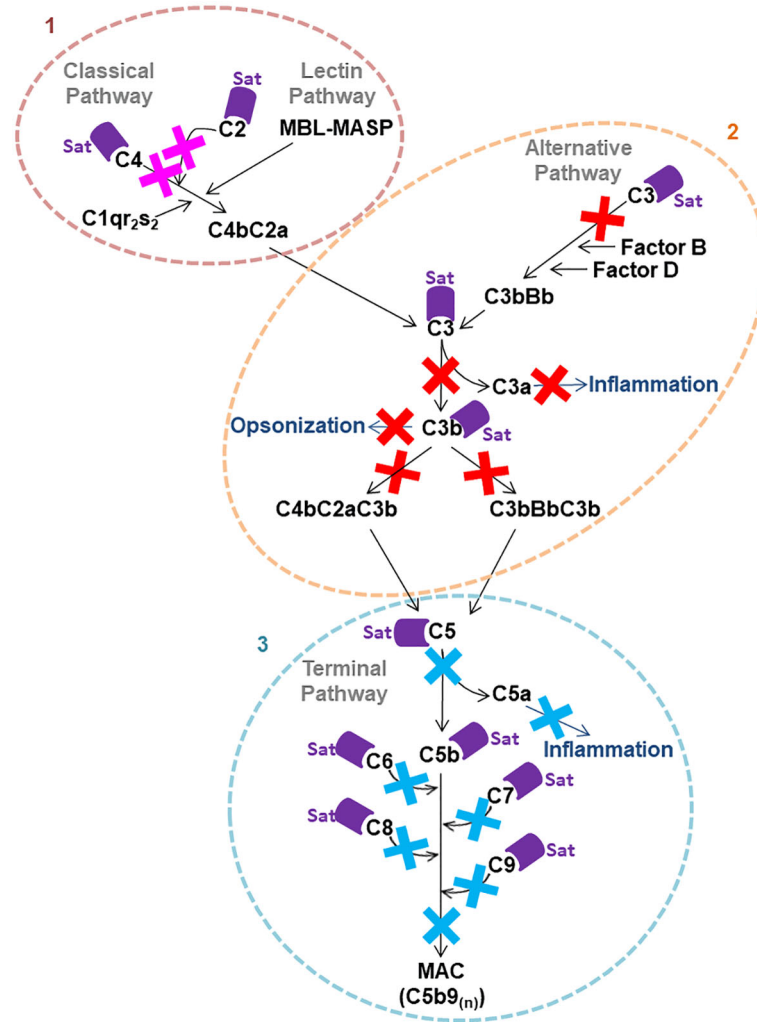 1
Classical
Pathway
Sat
Lectin
Pathway
Sat
C4
C2
MBL-MASP
C1qr₂s₂
C4bC2a
2
Alternative
Pathway
C3
Sat
Factor B
Factor D
C3bBb
Sat
C3
C3a
Inflammation
Opsonization
C3b
Sat
C4bC2aC3b
C3bBbC3b
3
Sat
C5
Terminal
Pathway
C5a
Inflammation
Sat
C6
C5b
Sat
C7
Sat
Sat
C8
C9
Sat
MAC
(C5b9₍n₎)